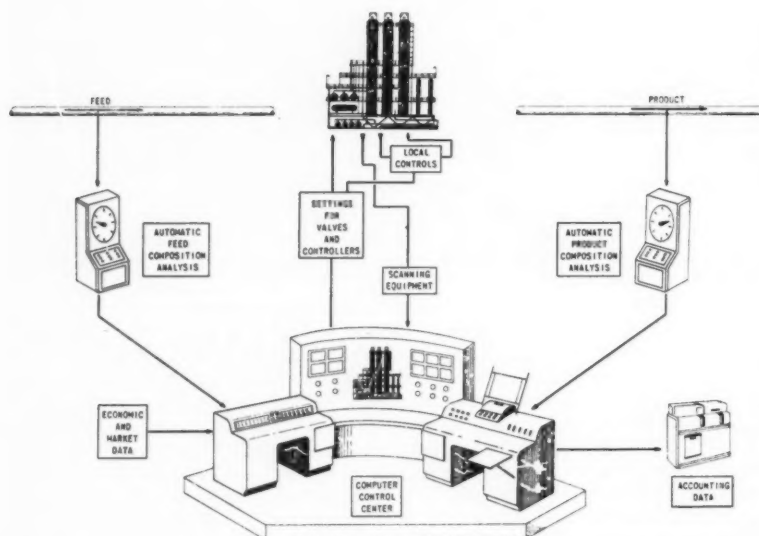 FEED
PRODUCT
LOCAL
CONTROLS
SETTINGS
FOR
VALVES
AND
CONTROLLERS
AUTOMATIC
FEED
COMPOSITION
ANALYSIS
AUTOMATIC
PRODUCT
COMPOSITION
ANALYSIS
SCANNING
EQUIPMENT
ECONOMIC
AND
MARKET
DATA
COMPUTER
CONTROL
CENTER
ACCOUNTING
DATA